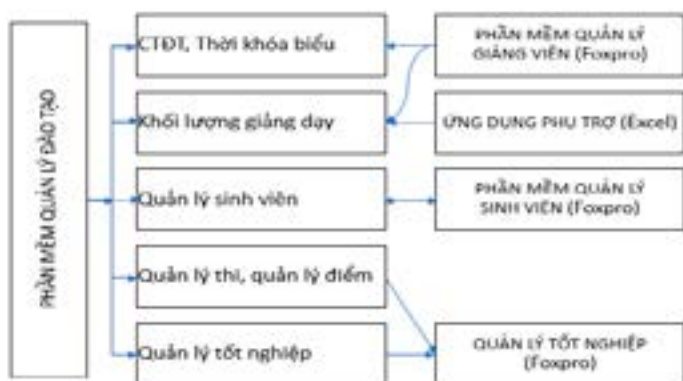 PHẦN MỀM QUẢN LÝ ĐÀO TẠO
CTĐT, Thời khóa biểu
Khối lượng giảng dạy
Quản lý sinh viên
Quản lý thi, quản lý điểm
Quản lý tốt nghiệp
PHẦN MỀM QUẢN LÝ
GIẢNG VIÊN (Foxpro)
ỨNG DỤNG PHỤ TRỢ (Excel)
PHẦN MỀM QUẢN LÝ
SINH VIÊN (Foxpro)
QUẢN LÝ TỐT NGHIỆP
(Foxpro)